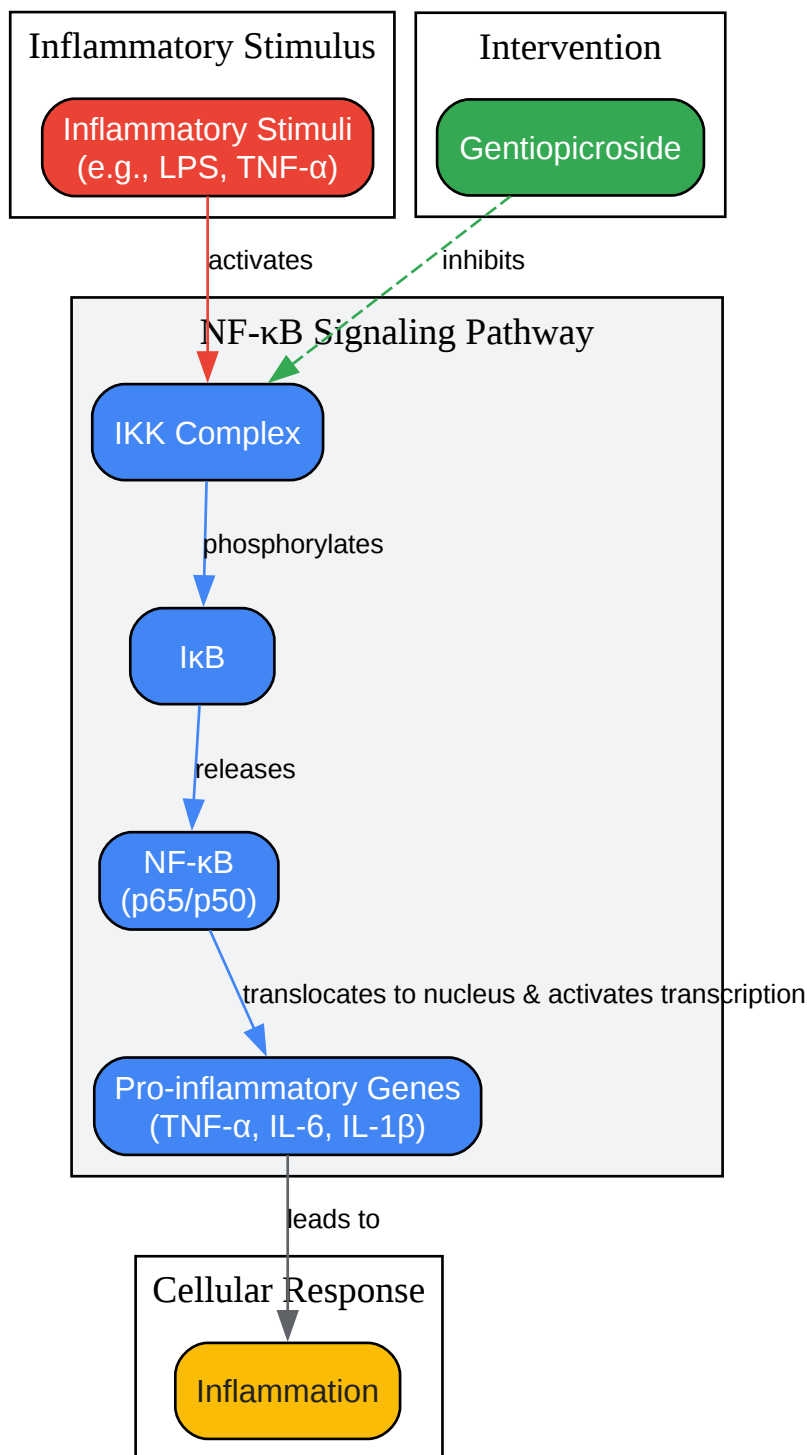 Inflammatory Stimulus
Intervention
Inflammatory Stimuli
(e.g., LPS, TNF-α)
Gentiopicroside
activates
inhibits
NF-κB Signaling Pathway
IKK Complex
phosphorylates
IκB
releases
NF-κB
(p65/p50)
translocates to nucleus & activates transcription
Pro-inflammatory Genes
(TNF-α, IL-6, IL-1β)
leads to
Cellular Response
Inflammation